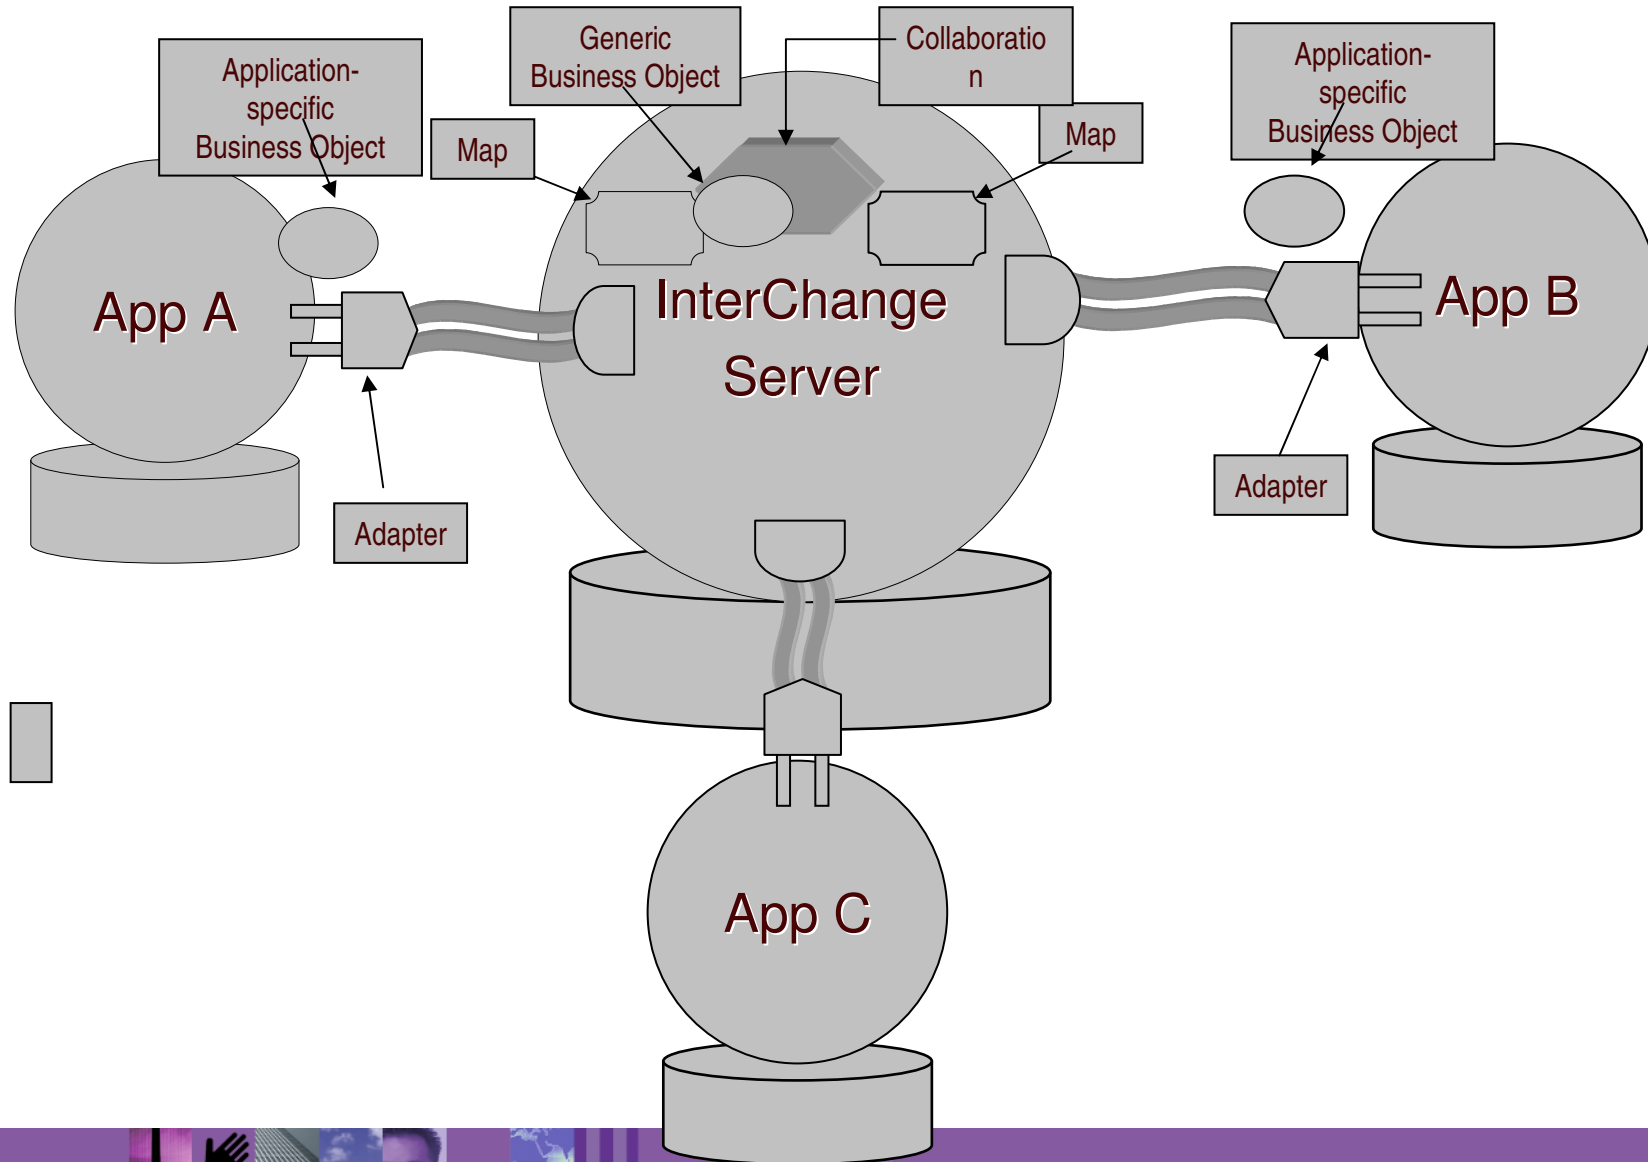 Application-
specific
Business Object
Generic
Business Object
Collaboratio
n
Application-
specific
Business Object
Map
Map
App A
InterChange
Server
App B
Adapter
Adapter
App C